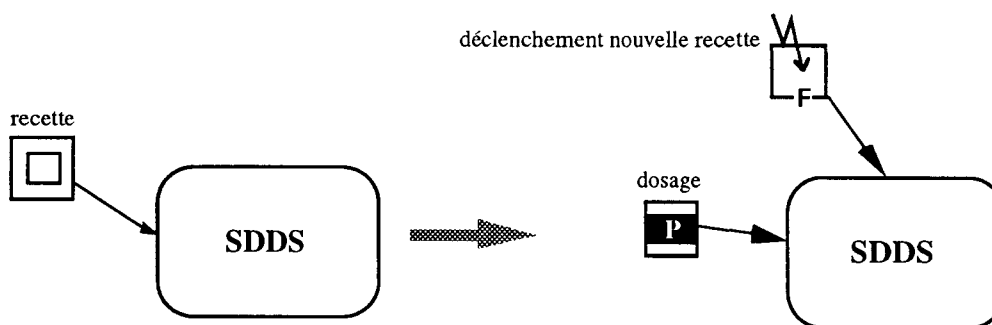 déclenchement nouvelle recette
F
recette
dosage
P
SDDS
SDDS